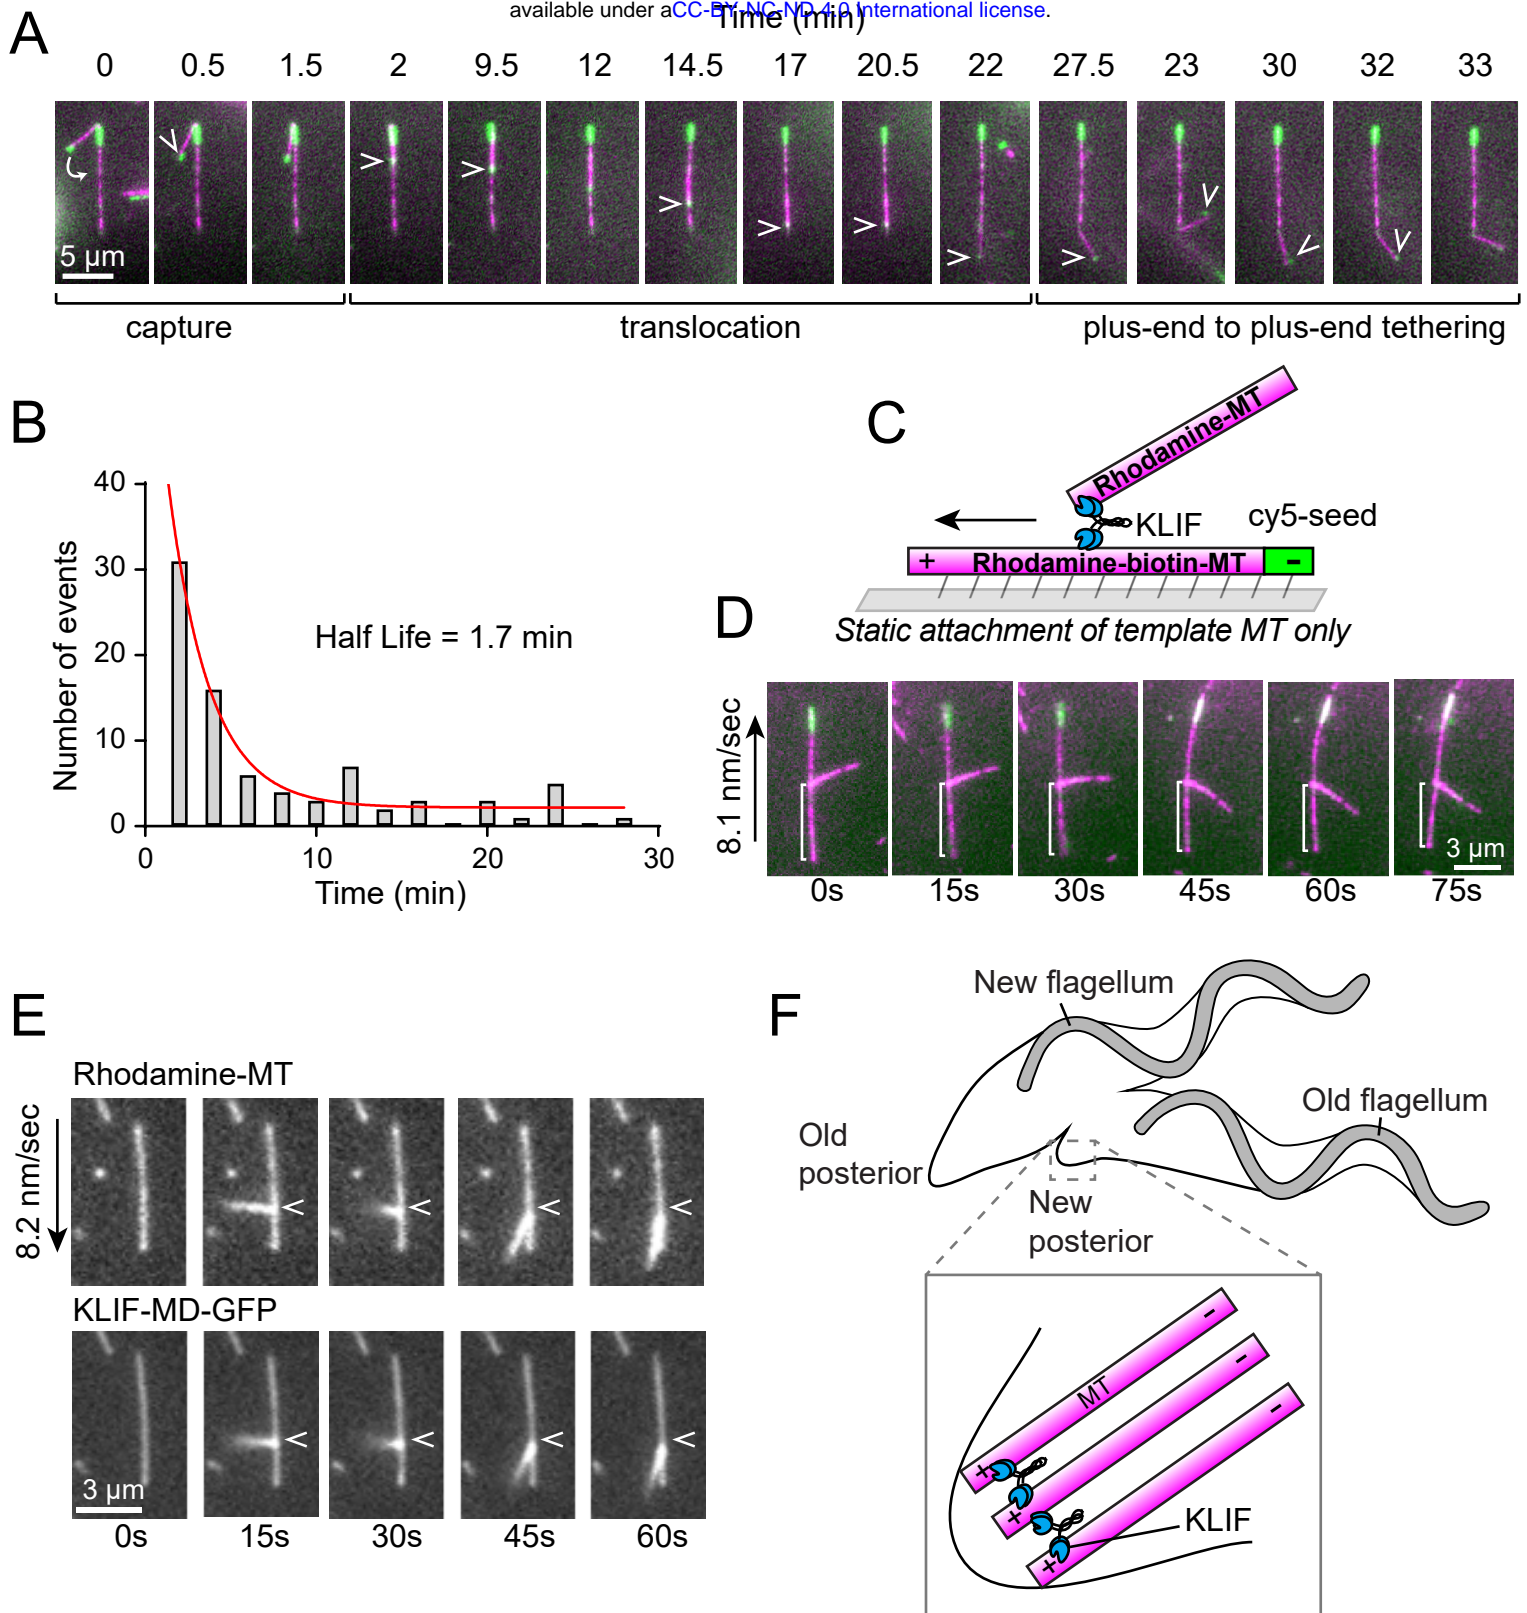 available under aCC-BY-NC-ND 4.0 International license.
A
Time (min)
0 0.5 1.5 2 9.5 12 14.5 17 20.5 22 27.5 23 30 32 33
5 µm
capture translocation plus-end to plus-end tethering
B
Number of events
40
30
20
10
0
Half Life = 1.7 min
0 10 20 30
Time (min)
C
Rhodamine-MT
KLIF
cy5-seed
+ Rhodamine-biotin-MT -
Static attachment of template MT only
D
8.1 nm/sec
3 µm
0s 15s 30s 45s 60s 75s
E
Rhodamine-MT
8.2 nm/sec
KLIF-MD-GFP
3 µm
0s 15s 30s 45s 60s
F
New flagellum
Old flagellum
Old
posterior
New
posterior
-
-
-
MT
+
+
+
KLIF